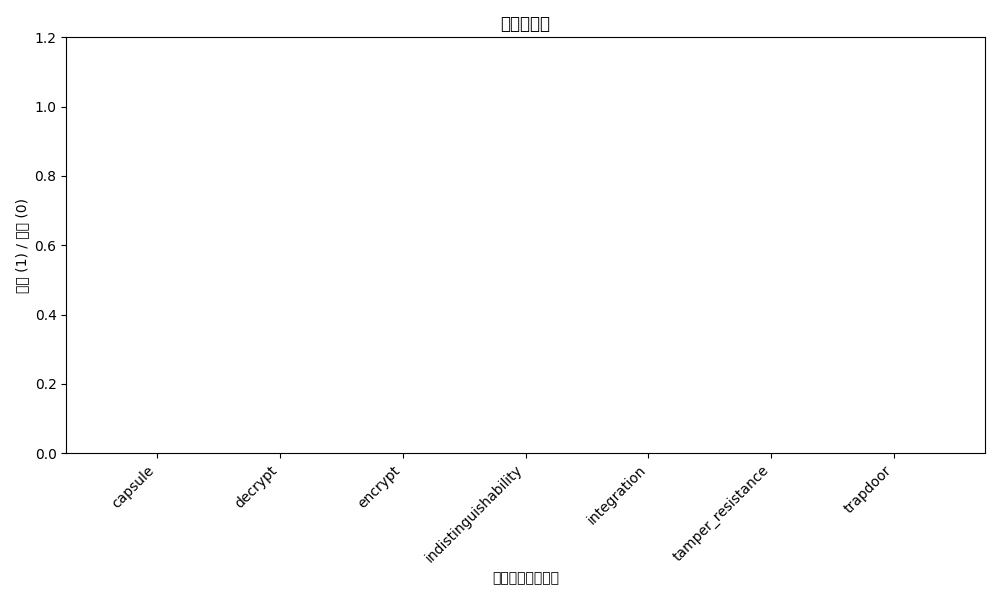 1.2
1.0
0.8
0.6
0.4
0.2
0.0
(1) / (0)
capsule
decrypt
encrypt
indistinguishability
integration
tamper_resistance
trapdoor